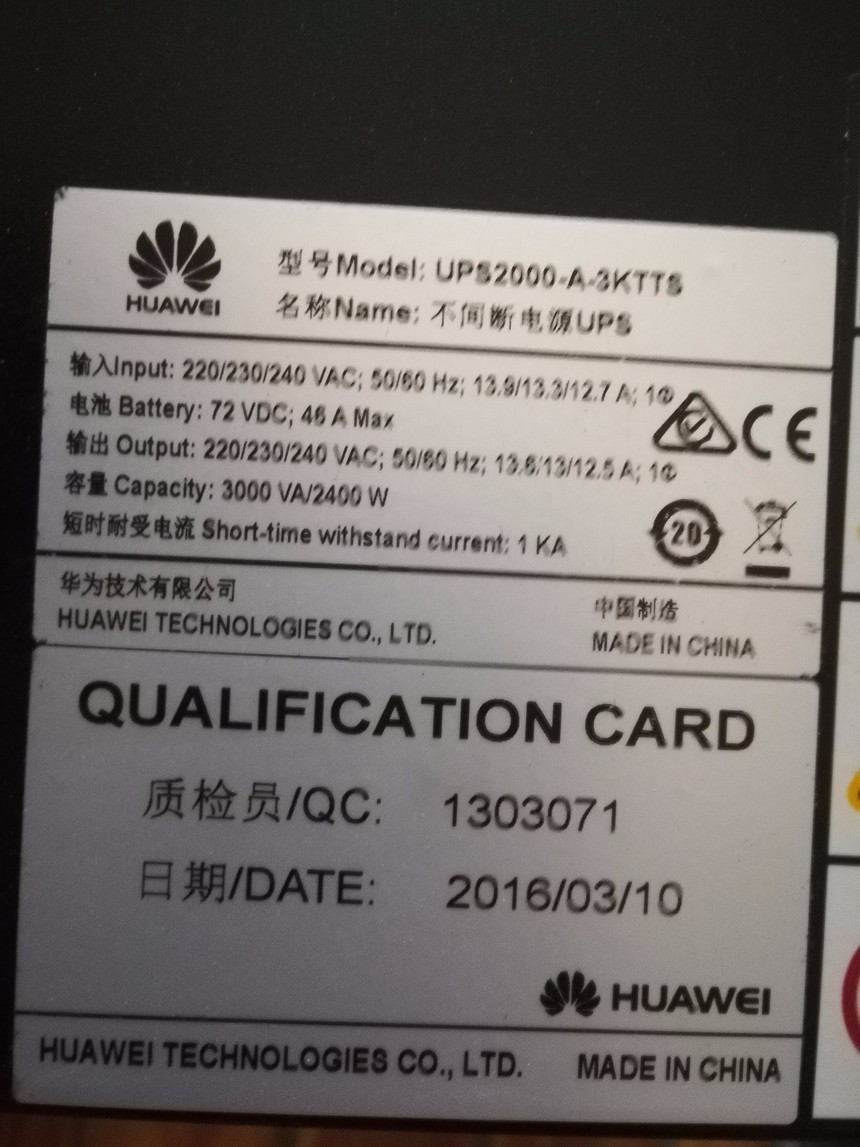 HUAWEI
型号Model: UPS2000-A-3KTTS
名称Name: 不间断电源UPS
输入Input: 220/230/240 VAC; 50/60 Hz; 13.9/13.3/12.7 A; 1Φ
电池 Battery: 72 VDC; 46 A Max
输出 Output: 220/230/240 VAC; 50/60 Hz; 13.6/13/12.5 A; 1Φ
容量 Capacity: 3000 VA/2400 W
短时耐受电流 Short-time withstand current: 1 KA
CE
20
华为技术有限公司
HUAWEI TECHNOLOGIES CO., LTD.
中国制造
MADE IN CHINA
QUALIFICATION CARD
质检员/QC: 1303071
日期/DATE: 2016/03/10
HUAWEI
HUAWEI TECHNOLOGIES CO., LTD. MADE IN CHINA